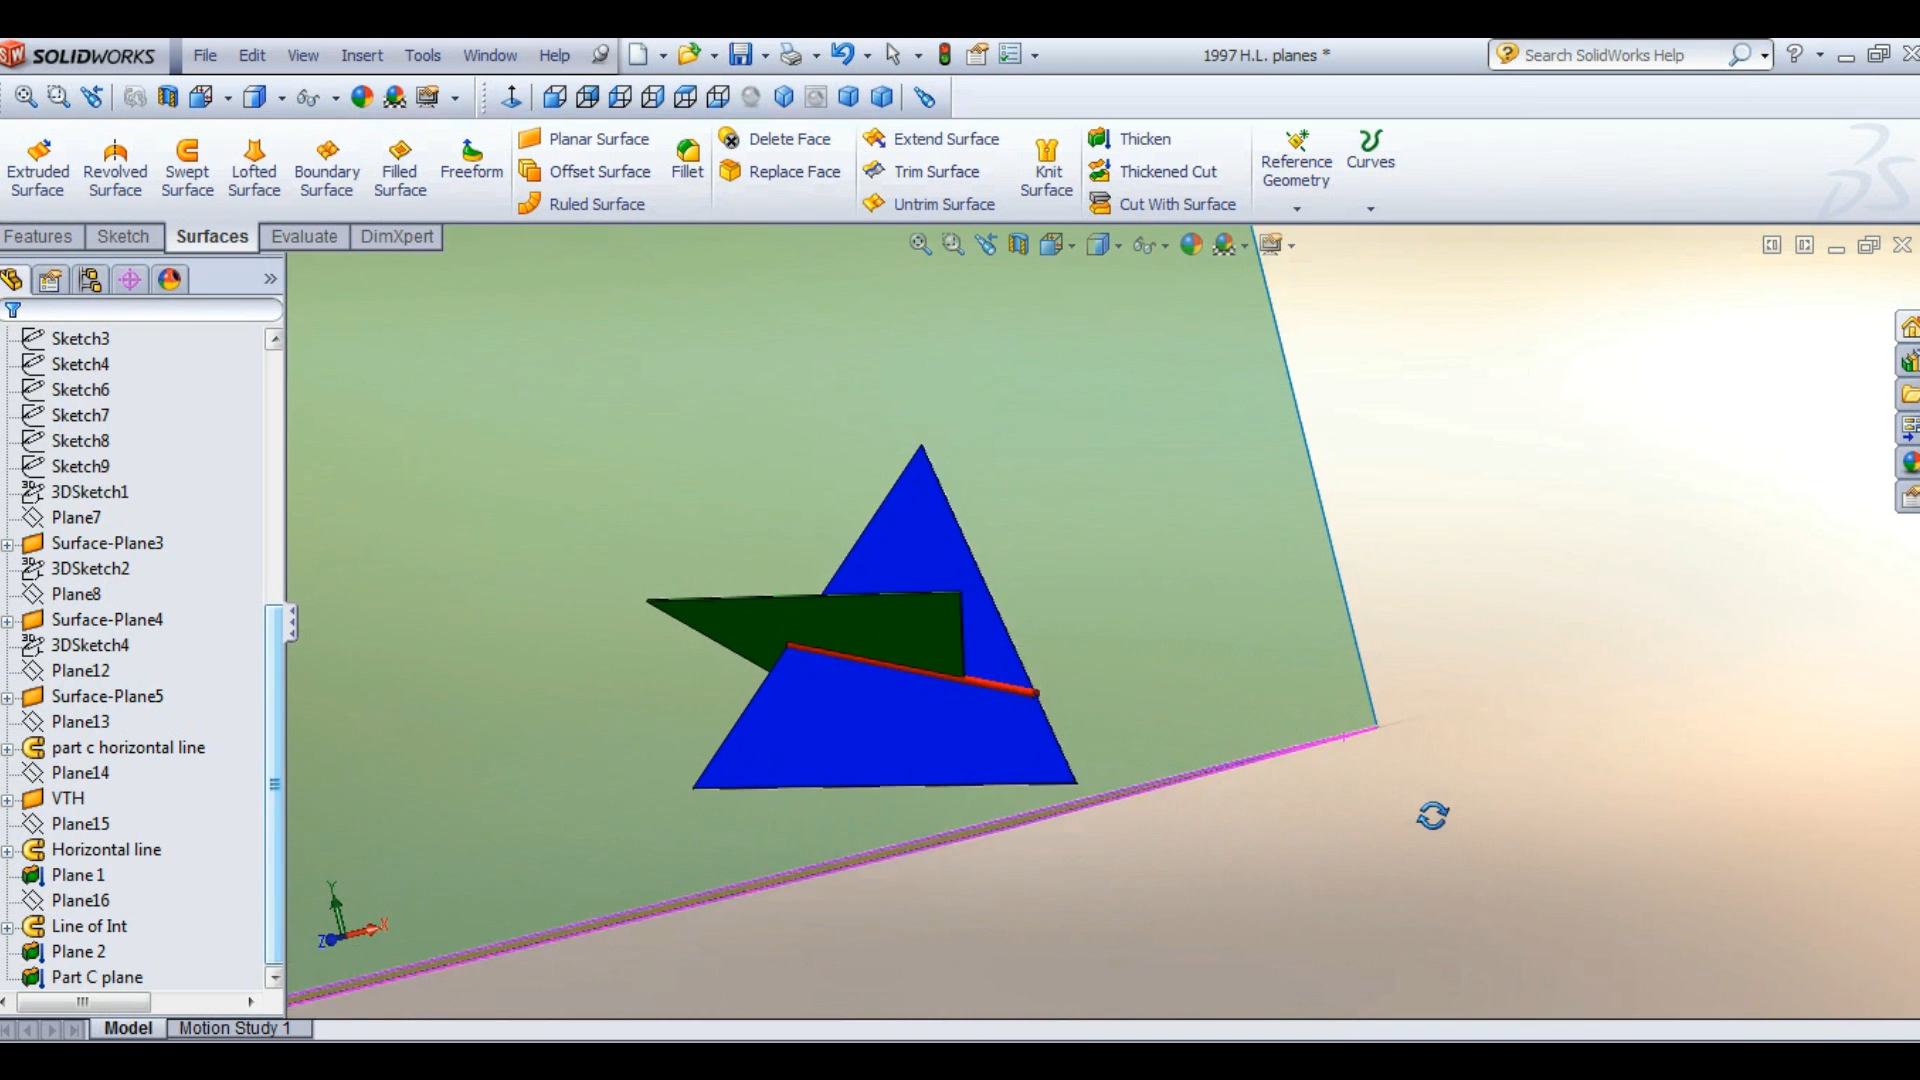 SOLIDWORKS File Edit View Insert Tools Window Help 1997 H.L. planes * Search SolidWorks Help
Extruded Surface
Revolved Surface
Swept Surface
Lofted Surface
Boundary Surface
Filled Surface
Freeform
Planar Surface
Offset Surface
Ruled Surface
Fillet
Delete Face
Replace Face
Extend Surface
Trim Surface
Untrim Surface
Knit Surface
Thicken
Thickened Cut
Cut With Surface
Reference Geometry
Curves
Features Sketch Surfaces Evaluate DimXpert
Sketch3
Sketch4
Sketch6
Sketch7
Sketch8
Sketch9
3DSketch1
Plane7
Surface-Plane3
3DSketch2
Plane8
Surface-Plane4
3DSketch4
Plane12
Surface-Plane5
Plane13
part c horizontal line
Plane14
VTH
Plane15
Horizontal line
Plane 1
Plane16
Line of Int
Plane 2
Part C plane
Y
X
Z
Model Motion Study 1